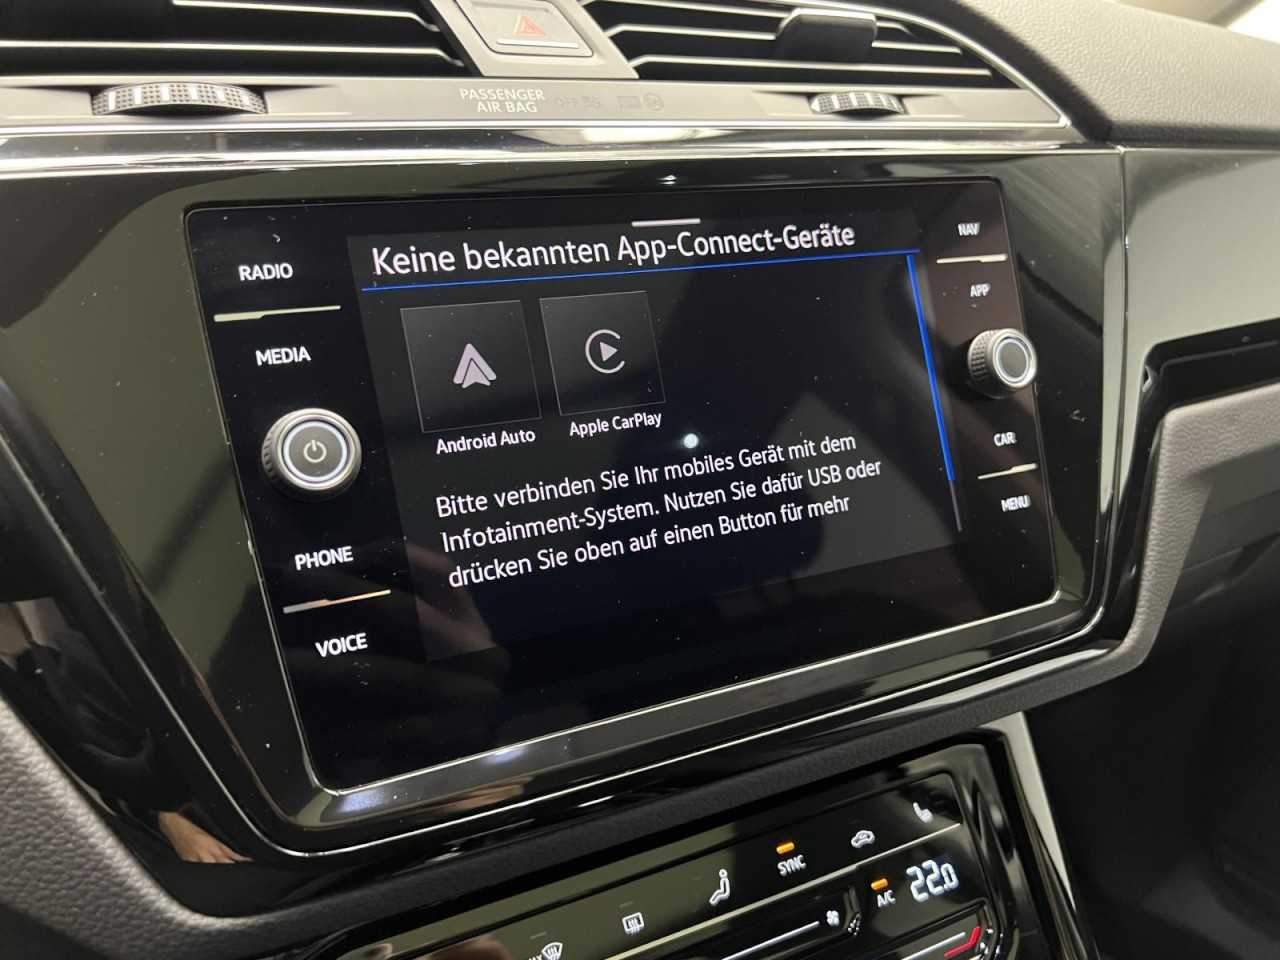 PASSENGER
AIR BAG
OFF
RADIO
MEDIA
PHONE
VOICE
Keine bekannten App-Connect-Geräte
Android Auto
Apple CarPlay
Bitte verbinden Sie Ihr mobiles Gerät mit dem
Infotainment-System. Nutzen Sie dafür USB oder
drücken Sie oben auf einen Button für mehr
NAV
APP
CAR
MENU
SYNC
A/C
22.0
MAX